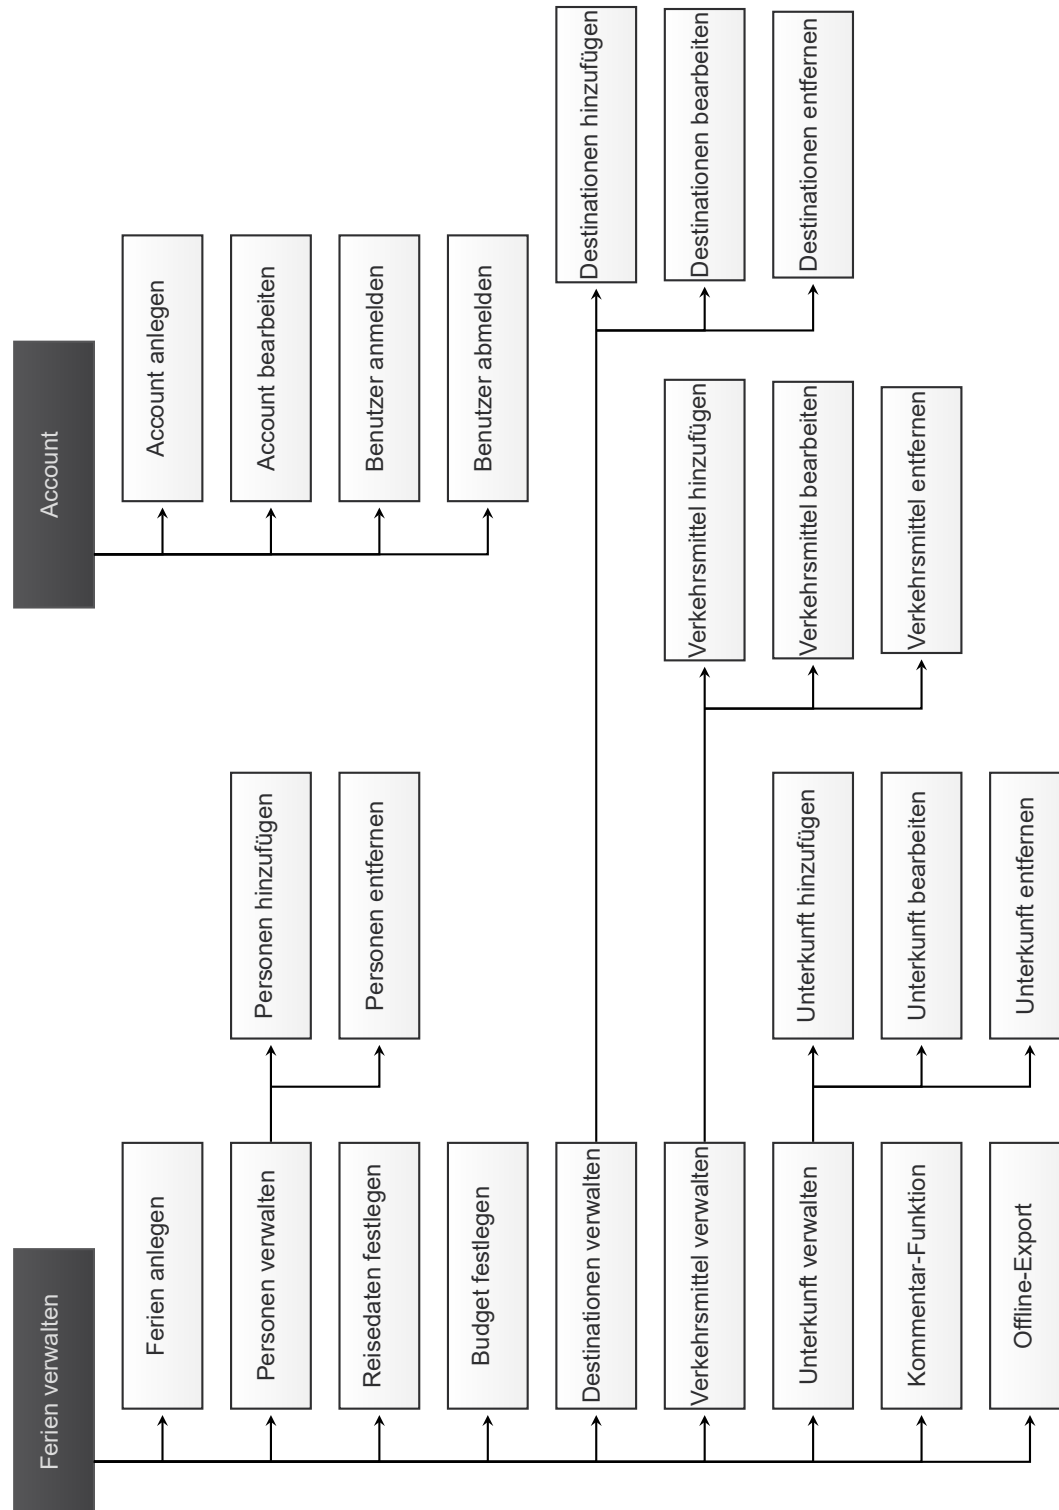 Ferien verwalten
Ferien anlegen
Personen verwalten
Personen hinzufügen
Personen entfernen
Reisedaten festlegen
Budget festlegen
Destinationen verwalten
Destinationen hinzufügen
Destinationen bearbeiten
Destinationen entfernen
Verkehrsmittel verwalten
Verkehrsmittel hinzufügen
Verkehrsmittel bearbeiten
Verkehrsmittel entfernen
Unterkunft verwalten
Unterkunft hinzufügen
Unterkunft bearbeiten
Unterkunft entfernen
Kommentar-Funktion
Offline-Export
Account
Account anlegen
Account bearbeiten
Benutzer anmelden
Benutzer abmelden